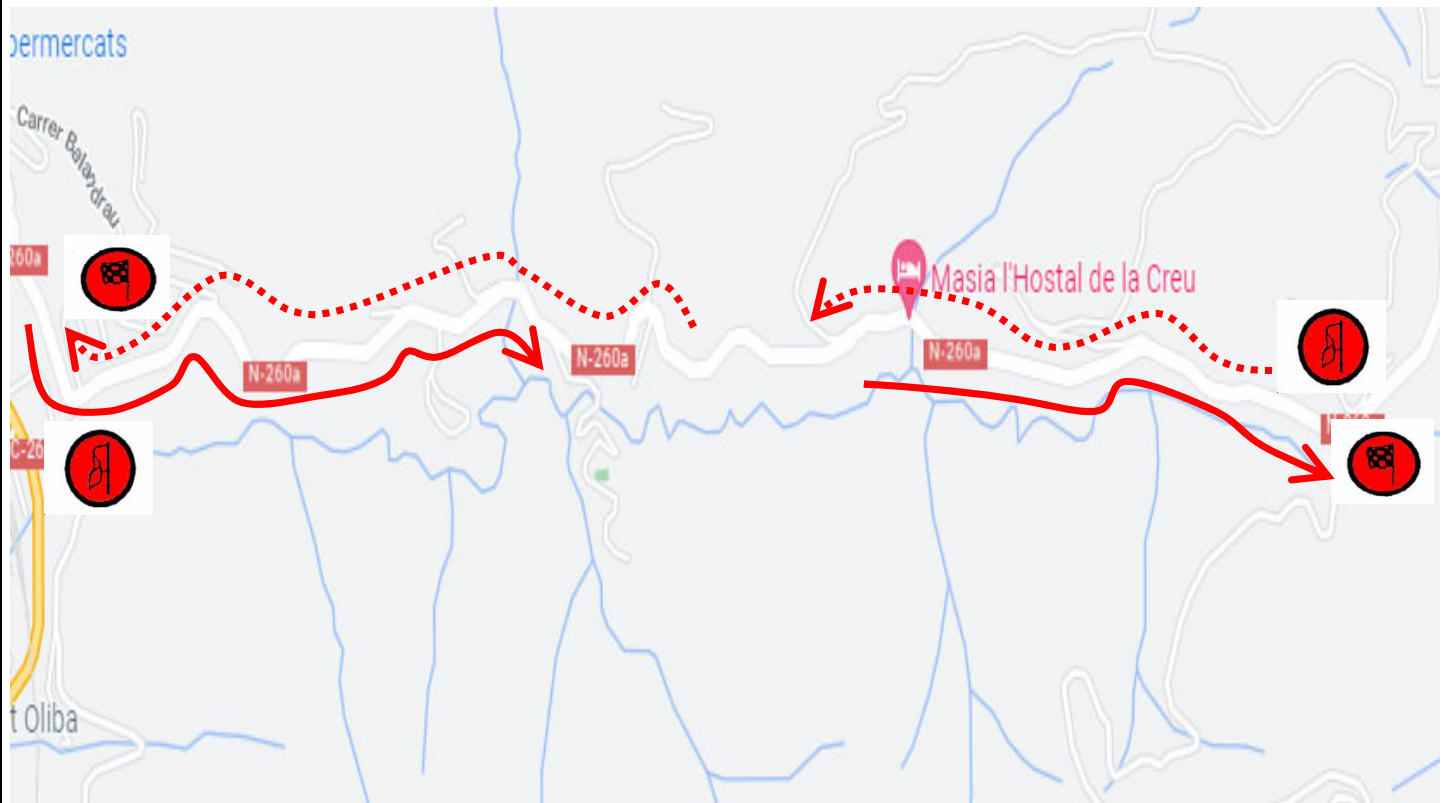 permercats
Carrer Balandrau
260a
Masia l'Hostal de la Creu
N-260a
N-260a
N-260a
C-26
t Oliba